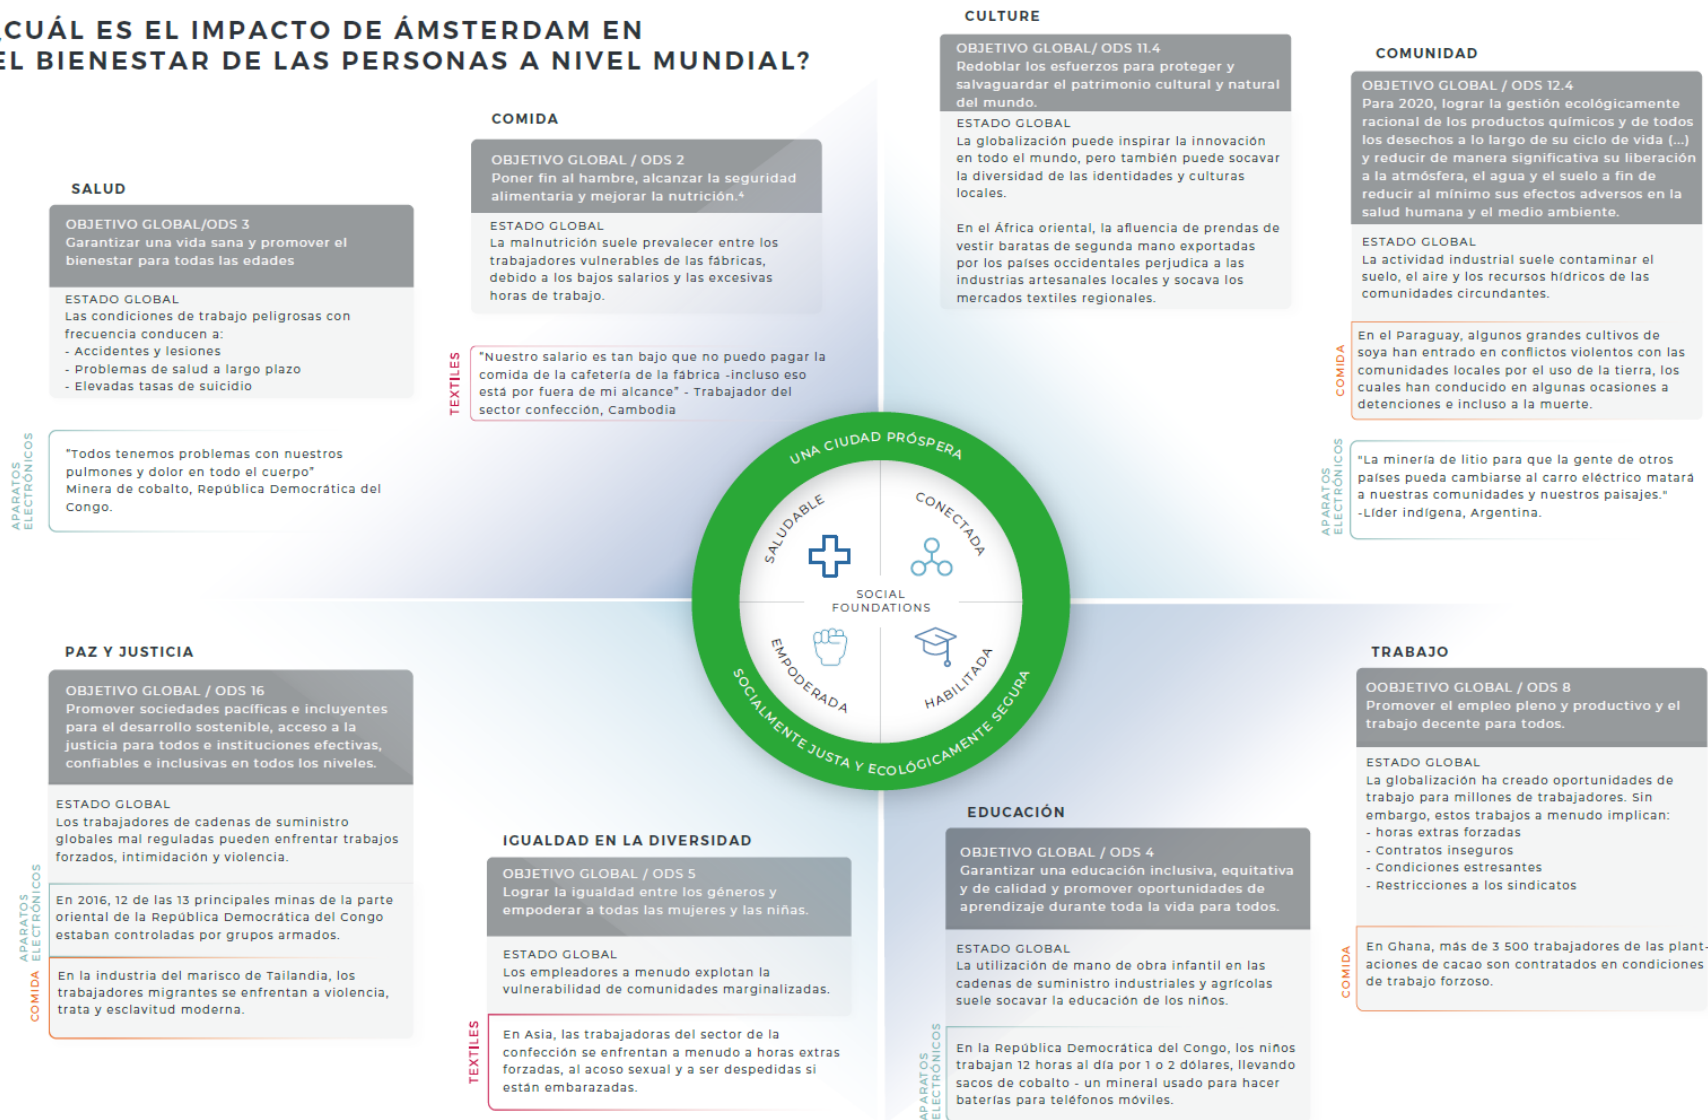 ¿CUÁL ES EL IMPACTO DE ÁMSTERDAM EN
EL BIENESTAR DE LAS PERSONAS A NIVEL MUNDIAL?
SALUD
OBJETIVO GLOBAL/ODS 3
Garantizar una vida sana y promover el
bienestar para todas las edades
ESTADO GLOBAL
Las condiciones de trabajo peligrosas con
frecuencia conducen a:
- Accidentes y lesiones
- Problemas de salud a largo plazo
- Elevadas tasas de suicidio
APARATOS
ELECTRÓNICOS
"Todos tenemos problemas con nuestros
pulmones y dolor en todo el cuerpo"
Minera de cobalto, República Democrática del
Congo.
COMIDA
OBJETIVO GLOBAL / ODS 2
Poner fin al hambre, alcanzar la seguridad
alimentaria y mejorar la nutrición.⁴
ESTADO GLOBAL
La malnutrición suele prevalecer entre los
trabajadores vulnerables de las fábricas,
debido a los bajos salarios y las excesivas
horas de trabajo.
TEXTILES
"Nuestro salario es tan bajo que no puedo pagar la
comida de la cafetería de la fábrica -incluso eso
está por fuera de mi alcance" - Trabajador del
sector confección, Cambodia
CULTURE
OBJETIVO GLOBAL/ ODS 11.4
Redoblar los esfuerzos para proteger y
salvaguardar el patrimonio cultural y natural
del mundo.
ESTADO GLOBAL
La globalización puede inspirar la innovación
en todo el mundo, pero también puede socavar
la diversidad de las identidades y culturas
locales.
En el África oriental, la afluencia de prendas de
vestir baratas de segunda mano exportadas
por los países occidentales perjudica a las
industrias artesanales locales y socava los
mercados textiles regionales.
COMUNIDAD
OBJETIVO GLOBAL / ODS 12.4
Para 2020, lograr la gestión ecológicamente
racional de los productos químicos y de todos
los desechos a lo largo de su ciclo de vida (...)
y reducir de manera significativa su liberación
a la atmósfera, el agua y el suelo a fin de
reducir al mínimo sus efectos adversos en la
salud humana y el medio ambiente.
ESTADO GLOBAL
La actividad industrial suele contaminar el
suelo, el aire y los recursos hídricos de las
comunidades circundantes.
COMIDA
En el Paraguay, algunos grandes cultivos de
soya han entrado en conflictos violentos con las
comunidades locales por el uso de la tierra, los
cuales han conducido en algunas ocasiones a
detenciones e incluso a la muerte.
APARATOS
ELECTRÓNICOS
"La minería de litio para que la gente de otros
países pueda cambiarse al carro eléctrico matará
a nuestras comunidades y nuestros paisajes."
-Líder indígena, Argentina.
UNA CIUDAD PRÓSPERA
SALUDABLE
CONECTADA
SOCIAL
FOUNDATIONS
EMPODERADA
HABILITADA
SOCIALMENTE JUSTA Y ECOLÓGICAMENTE SEGURA
PAZ Y JUSTICIA
OBJETIVO GLOBAL / ODS 16
Promover sociedades pacíficas e incluyentes
para el desarrollo sostenible, acceso a la
justicia para todos e instituciones efectivas,
confiables e inclusivas en todos los niveles.
ESTADO GLOBAL
Los trabajadores de cadenas de suministro
globales mal reguladas pueden enfrentar trabajos
forzados, intimidación y violencia.
APARATOS
ELECTRÓNICOS
En 2016, 12 de las 13 principales minas de la parte
oriental de la República Democrática del Congo
estaban controladas por grupos armados.
COMIDA
En la industria del marisco de Tailandia, los
trabajadores migrantes se enfrentan a violencia,
trata y esclavitud moderna.
IGUALDAD EN LA DIVERSIDAD
OBJETIVO GLOBAL / ODS 5
Lograr la igualdad entre los géneros y
empoderar a todas las mujeres y las niñas.
ESTADO GLOBAL
Los empleadores a menudo explotan la
vulnerabilidad de comunidades marginalizadas.
TEXTILES
En Asia, las trabajadoras del sector de la
confección se enfrentan a menudo a horas extras
forzadas, al acoso sexual y a ser despedidas si
están embarazadas.
EDUCACIÓN
OBJETIVO GLOBAL / ODS 4
Garantizar una educación inclusiva, equitativa
y de calidad y promover oportunidades de
aprendizaje durante toda la vida para todos.
ESTADO GLOBAL
La utilización de mano de obra infantil en las
cadenas de suministro industriales y agrícolas
suele socavar la educación de los niños.
APARATOS
ELECTRÓNICOS
En la República Democrática del Congo, los niños
trabajan 12 horas al día por 1 o 2 dólares, llevando
sacos de cobalto - un mineral usado para hacer
baterías para teléfonos móviles.
TRABAJO
OOBJETIVO GLOBAL / ODS 8
Promover el empleo pleno y productivo y el
trabajo decente para todos.
ESTADO GLOBAL
La globalización ha creado oportunidades de
trabajo para millones de trabajadores. Sin
embargo, estos trabajos a menudo implican:
- horas extras forzadas
- Contratos inseguros
- Condiciones estresantes
- Restricciones a los sindicatos
COMIDA
En Ghana, más de 3 500 trabajadores de las plant-
aciones de cacao son contratados en condiciones
de trabajo forzoso.